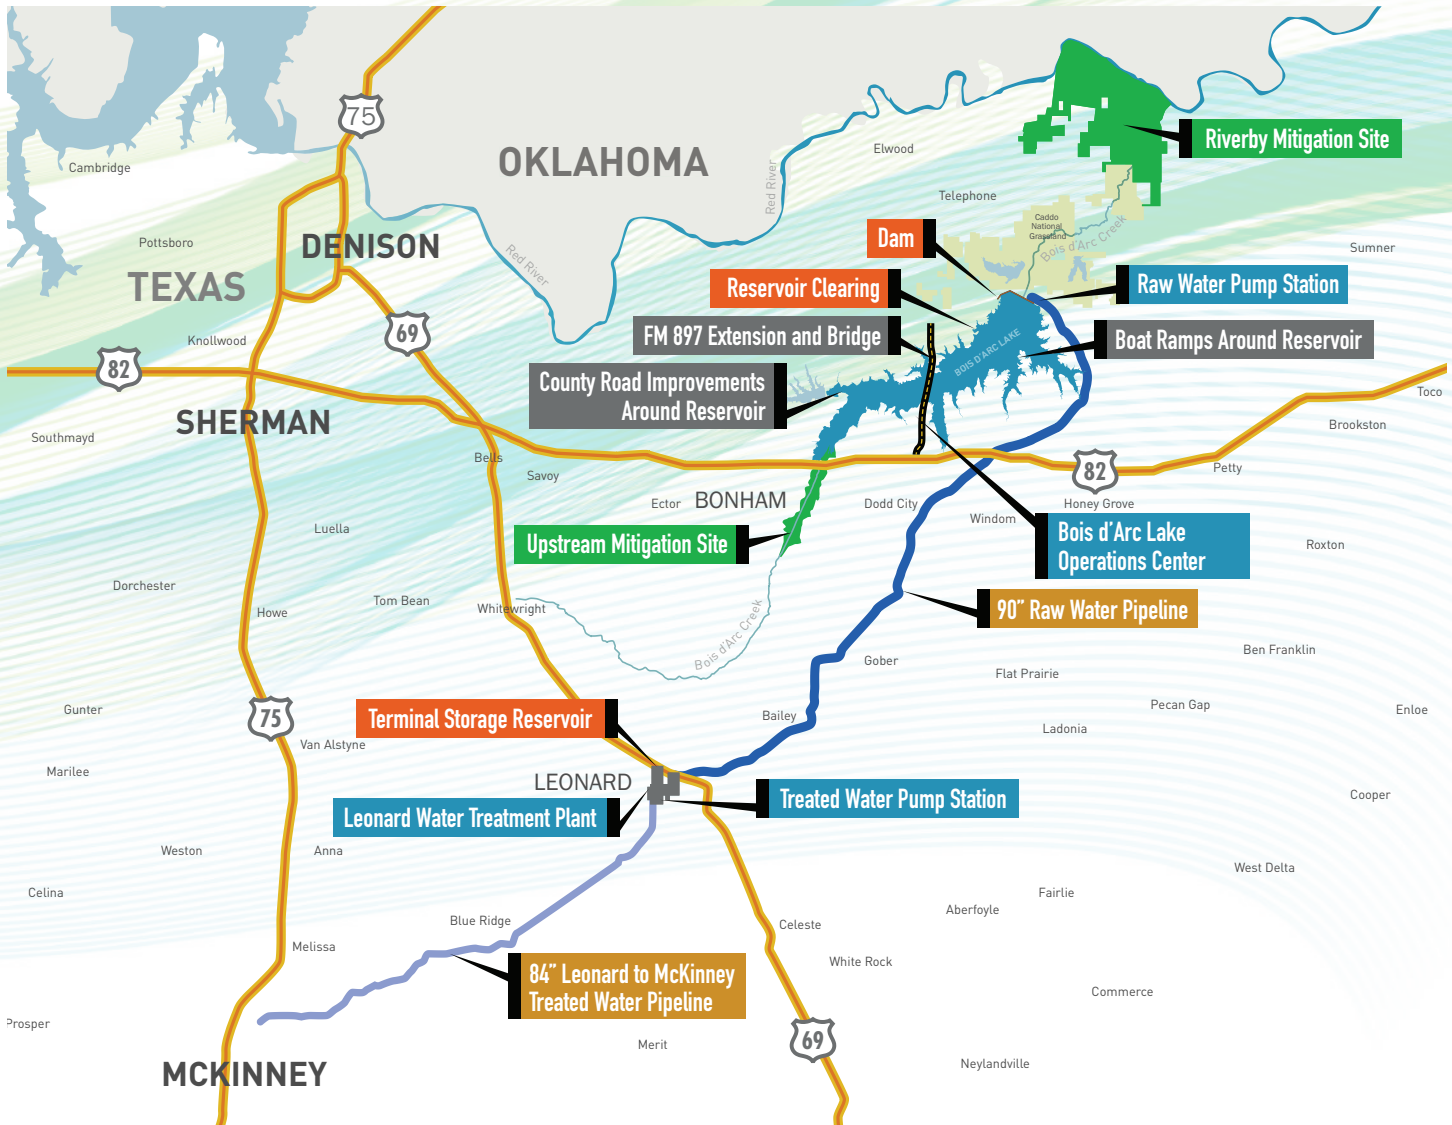 75
OKLAHOMA
Riverby Mitigation Site
Elwood
Cambridge
Red River
Telephone
Caddo
National
Grassland
Bois d'Arc Creek
Dam
Pottsboro
DENISON
Sumner
Red River
TEXAS
Reservoir Clearing
Raw Water Pump Station
69
Knollwood
FM 897 Extension and Bridge
BOIS D'ARC LAKE
Boat Ramps Around Reservoir
82
County Road Improvements
Around Reservoir
Toco
SHERMAN
Brookston
Southmayd
Bells
Savoy
82
Petty
Ector
BONHAM
Dodd City
Honey Grove
Windom
Luella
Upstream Mitigation Site
Bois d'Arc Lake
Operations Center
Roxton
Dorchester
Tom Bean
Howe
Whitewright
90” Raw Water Pipeline
Bois d'Arc Creek
Gober
Ben Franklin
Flat Prairie
Gunter
75
Terminal Storage Reservoir
Bailey
Pecan Gap
Enloe
Ladonia
Van Alstyne
Marilee
LEONARD
Treated Water Pump Station
Cooper
Leonard Water Treatment Plant
Weston
Anna
West Delta
Celina
Fairlie
Aberfoyle
Blue Ridge
Celeste
Melissa
White Rock
84” Leonard to McKinney
Treated Water Pipeline
Commerce
Prosper
69
Merit
MCKINNEY
Neylandville